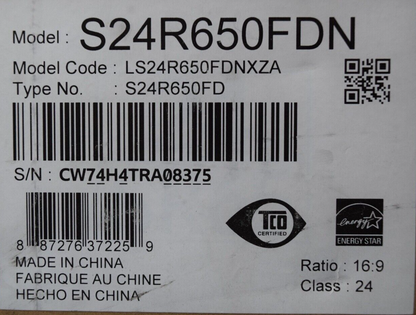 Model : S24R650FDN
Model Code : LS24R650FDNXZA
Type No. : S24R650FD
S/N : CW74H4TRA08375
8 87276 37225 9
TCO
CERTIFIED
energy
ENERGY STAR
MADE IN CHINA
FABRIQUE AU CHINE
HECHO EN CHINA
Ratio : 16:9
Class : 24